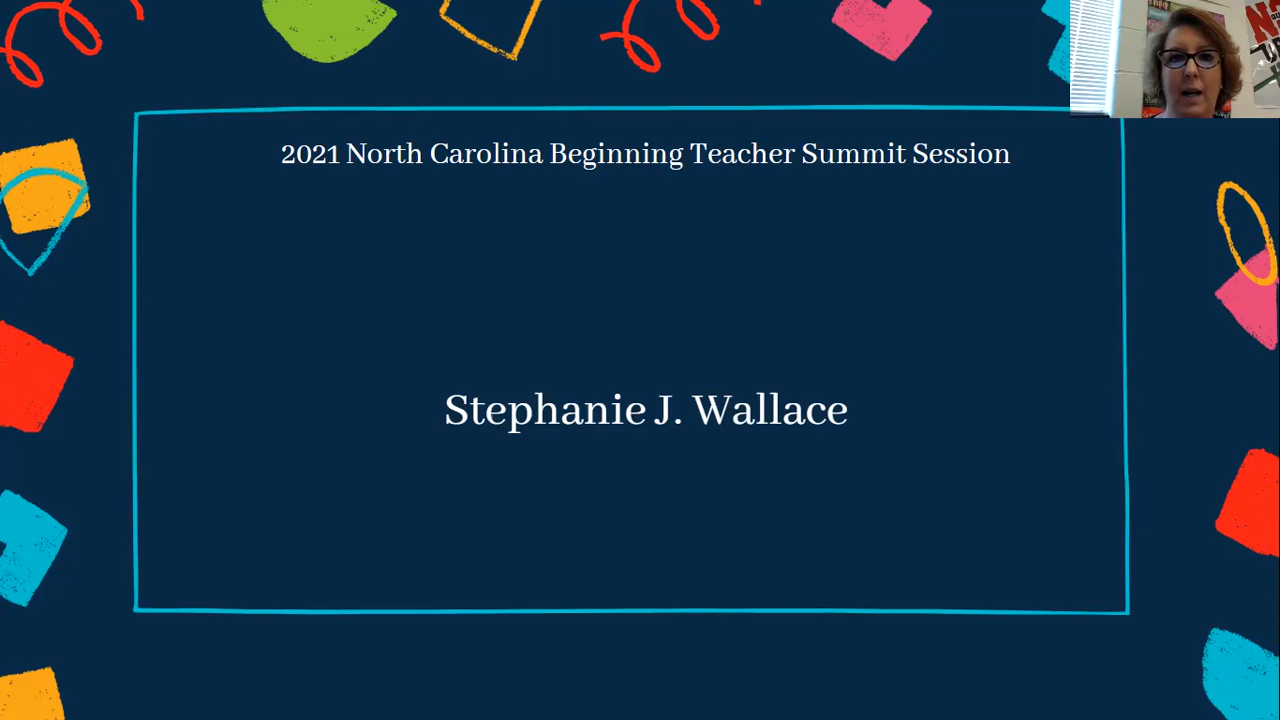 2021 North Carolina Beginning Teacher Summit Session
Stephanie J. Wallace